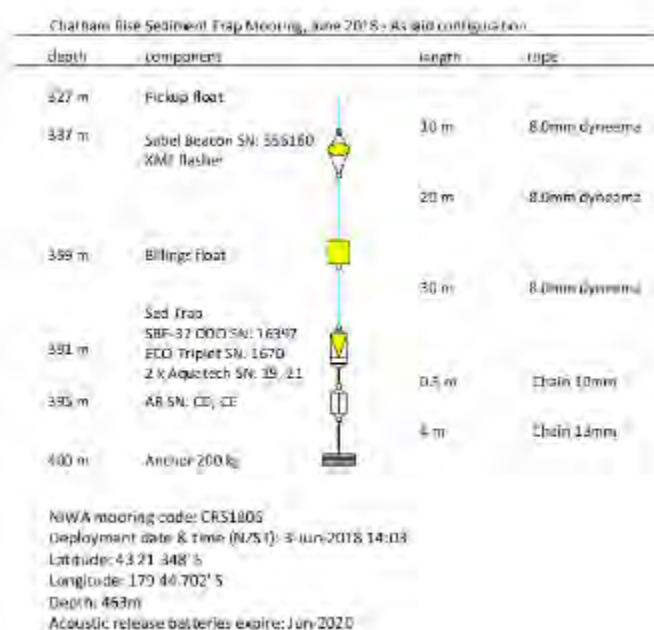 Chatham Rise Sediment Trap Mooring, June 2018 - As laid configuration
depth component length rope
327 m Pickup float
10 m 8.0mm dyneema
337 m Sabel Beacon SN:
XMF flasher
20 m 8.0mm dyneema
359 m Billings Float
30 m 8.0mm dyneema
Sed Trap
SBE-37 ODO SN: 16397
391 m ECO Triplet SN: 1670
2 x Aquatech SN: 19, 21
0.5 m Chain 10mm
395 m AR SN: CD, CE
4 m Chain 13mm
400 m Anchor 200 kg
NIWA mooring code: CRS1806
Deployment date & time (NZST): 3-Jun-2018 14:03
Latitude: 43 21.348' S
Longitude: 179 44.702' S
Depth: 463m
Acoustic release batteries expire: Jun-2020